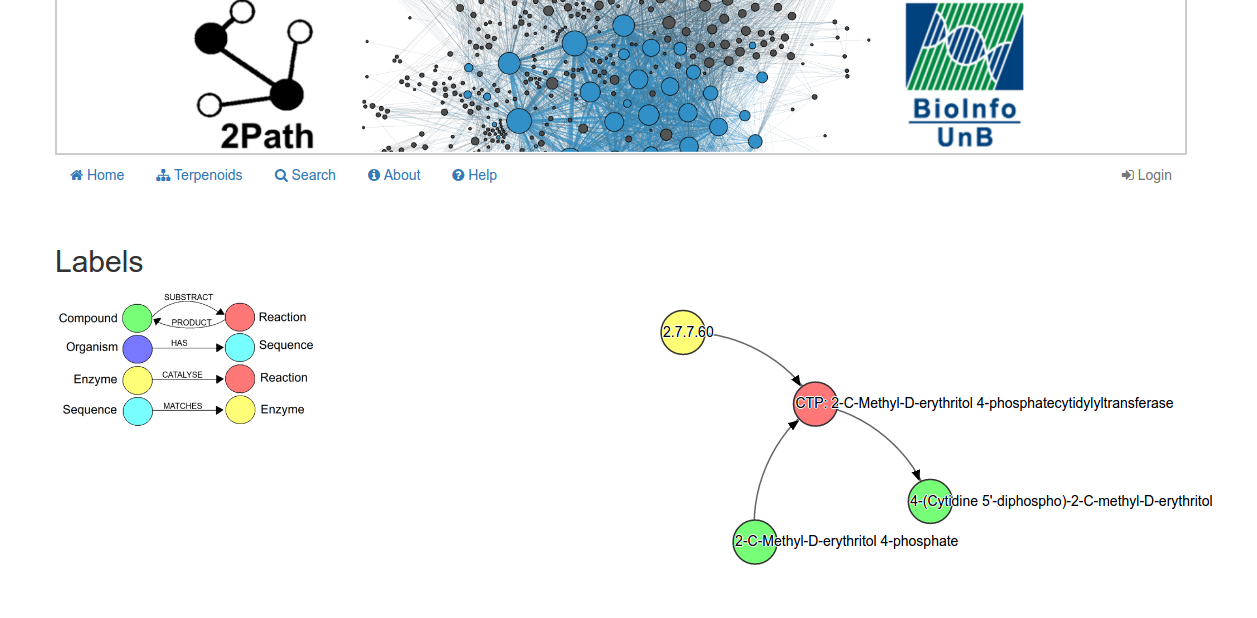 2Path
BioInfo
UnB
Home Terpenoids Search About Help Login
Labels
SUBSTRACT
Compound PRODUCT Reaction
Organism HAS Sequence
Enzyme CATALYSE Reaction
Sequence MATCHES Enzyme
2.7.7.60
CTP: 2-C-Methyl-D-erythritol 4-phosphatecytidylyltransferase
4-(Cytidine 5'-diphospho)-2-C-methyl-D-erythritol
2-C-Methyl-D-erythritol 4-phosphate